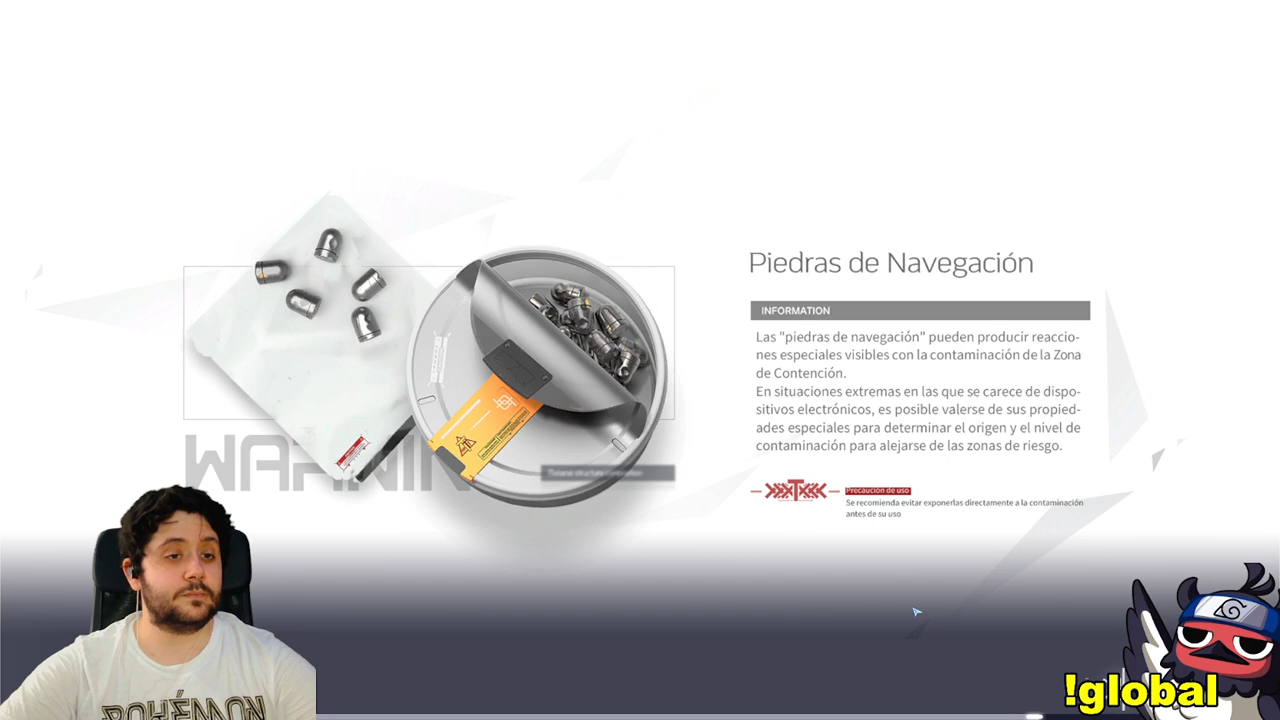 Piedras de Navegación
INFORMATION
Las "piedras de navegación" pueden producir reaccio-
nes especiales visibles con la contaminación de la Zona
de Contención.
En situaciones extremas en las que se carece de dispo-
sitivos electrónicos, es posible valerse de sus propied-
ades especiales para determinar el origen y el nivel de
contaminación para alejarse de las zonas de riesgo.
Precaución de uso
Se recomienda evitar exponerlas directamente a la contaminación
antes de su uso
!global